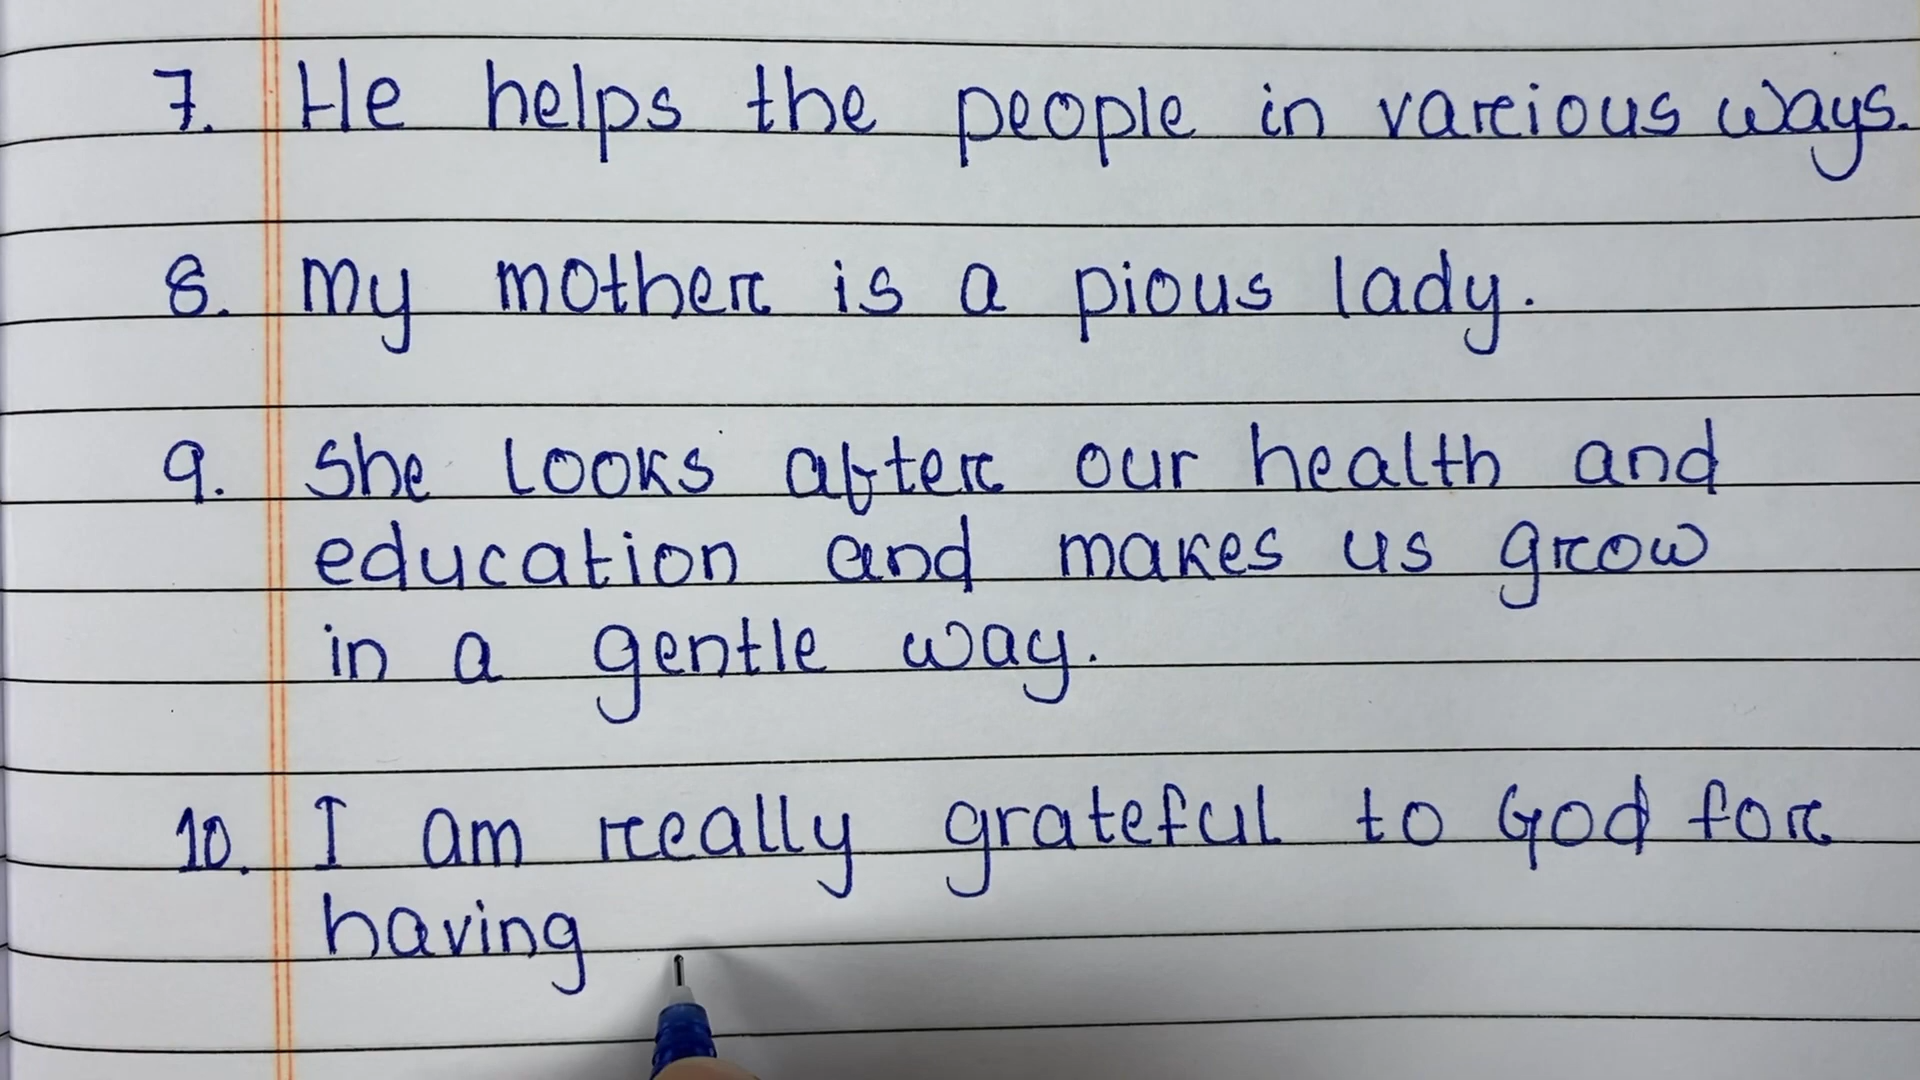 7. He helps the people in various ways.
8. My mother is a pious lady.
9. She looks after our health and
education and makes us grow
in a gentle way.
10. I am really grateful to God for
having